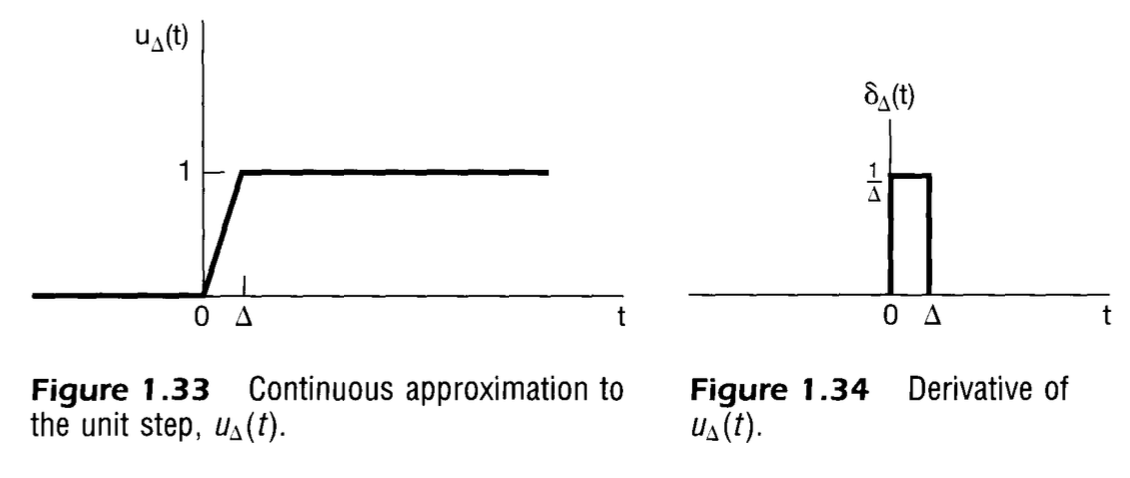 u_Δ(t)
1
0 Δ t
Figure 1.33 Continuous approximation to
the unit step, u_Δ(t).
δ_Δ(t)
1/Δ
0 Δ t
Figure 1.34 Derivative of
u_Δ(t).